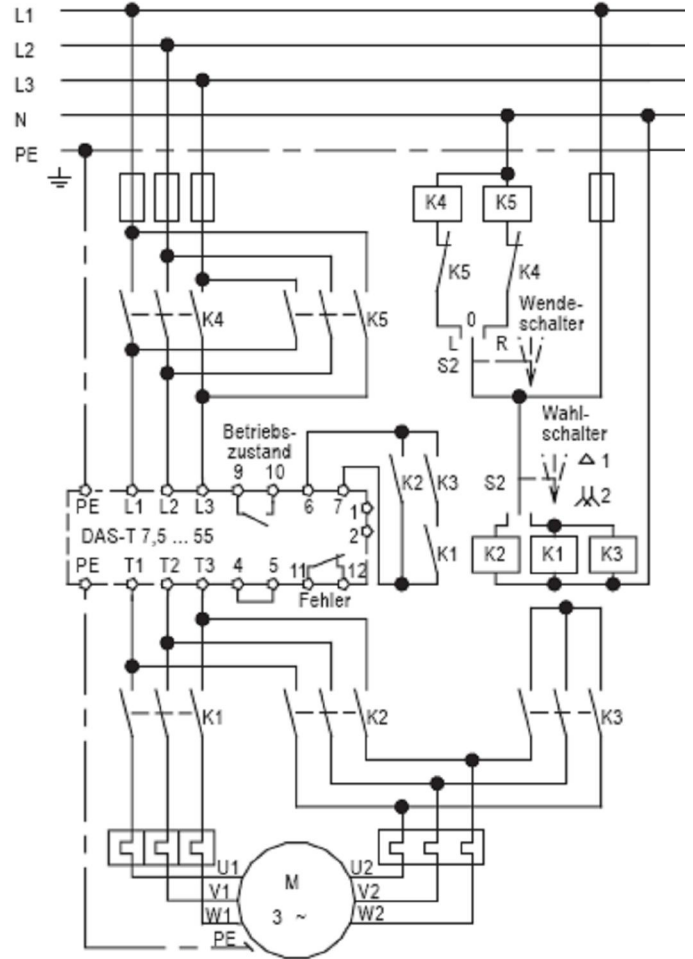 L1
L2
L3
N
PE
K4
K5
K5
K4
0
Wende-
schalter
K4
K5
L
R
S2
Betriebs-
zustand
9
10
6
7
K2
K3
Wahl-
schalter
1
S2
2
PE
L1
L2
L3
1
2
DAS-T 7,5 ... 55
K1
K2
K1
K3
PE
T1
T2
T3
4
5
11
12
Fehler
K1
K2
K3
U1
U2
V1
M
V2
W1
3 ~
W2
PE